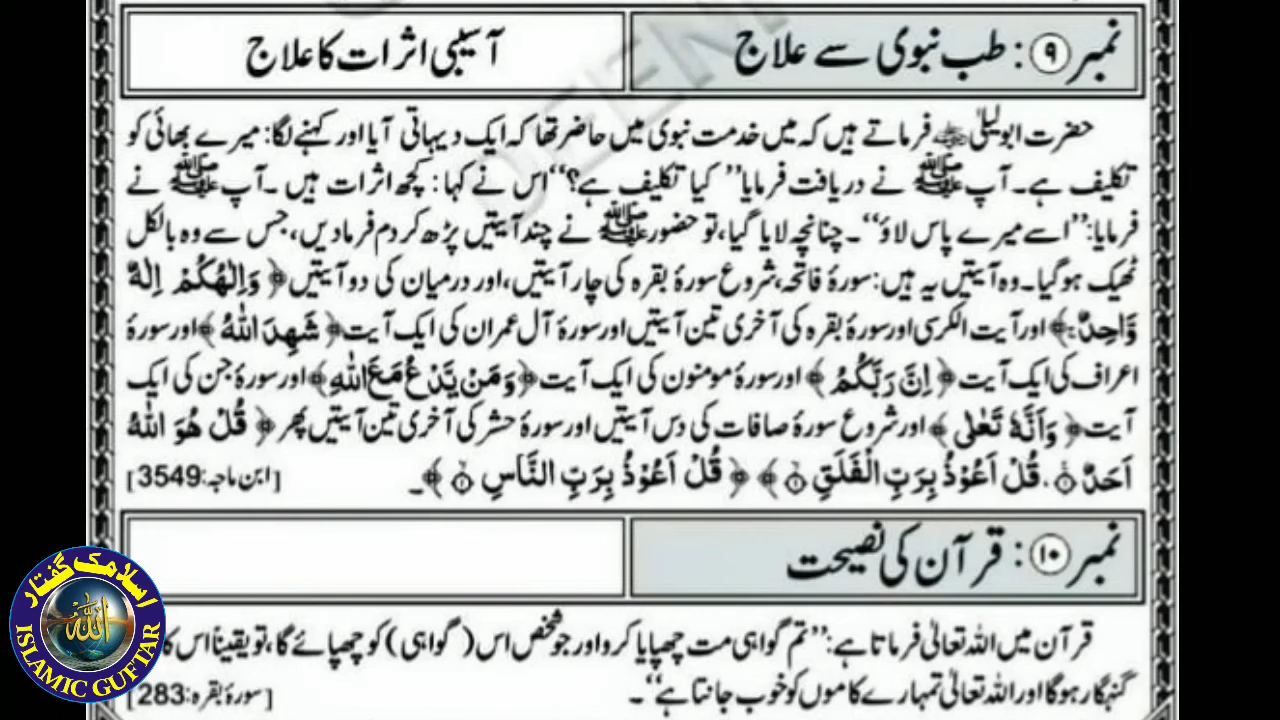 نمبر ۹ : طب نبوی سے علاج
آسیبی اثرات کا علاج
حضرت ابولیلیٰ ؓ فرماتے ہیں کہ میں خدمت نبوی میں حاضر تھا کہ ایک دیہاتی آیا اور کہنے لگا: میرے بھائی کو
تکلیف ہے۔ آپ ﷺ نے دریافت فرمایا ’’کیا تکلیف ہے؟‘‘ اس نے کہا: کچھ اثرات ہیں۔ آپ ﷺ نے
فرمایا: ’’اسے میرے پاس لاؤ‘‘۔ چنانچہ لایا گیا، تو حضور ﷺ نے چند آیتیں پڑھ کر دم فرمادیں، جس سے وہ بالکل
ٹھیک ہوگیا۔ وہ آیتیں یہ ہیں: سورۂ فاتحہ، شروع سورۂ بقرہ کی چار آیتیں، اور درمیان کی دو آیتیں ﴿ وَاِلٰهُكُمْ اِلٰهٌ
وَّاحِدٌ ﴾ اور آیت الکرسی اور سورۂ بقرہ کی آخری تین آیتیں اور سورۂ آل عمران کی ایک آیت ﴿ شَهِدَ اللّٰهُ ﴾ اور سورۂ
اعراف کی ایک آیت ﴿ اِنَّ رَبَّكُمُ ﴾ اور سورۂ مومنون کی ایک آیت ﴿ وَمَنْ يَّدْعُ مَعَ اللّٰهِ ﴾ اور سورۂ جن کی ایک
آیت ﴿ وَاَنَّهٗ تَعٰلٰى ﴾ اور شروع سورۂ صافات کی دس آیتیں اور سورۂ حشر کی آخری تین آیتیں پھر ﴿ قُلْ هُوَ اللّٰهُ
اَحَدٌ ۝، قُلْ اَعُوْذُ بِرَبِّ الْفَلَقِ ۝ ﴾ ﴿ قُلْ اَعُوْذُ بِرَبِّ النَّاسِ ۝ ﴾۔ [ابن ماجہ: 3549]
نمبر ۱۰ : قرآن کی نصیحت
قرآن میں اللہ تعالیٰ فرماتا ہے: ’’تم گواہی مت چھپایا کرو اور جو شخص اس (گواہی) کو چھپائے گا، تو یقیناً اس کا
گنہگار ہوگا اور اللہ تعالیٰ تمہارے کاموں کو خوب جانتا ہے‘‘۔ [سورۂ بقرہ: 283]
اسلامک گفتار
الله
ISLAMIC GUFTAR